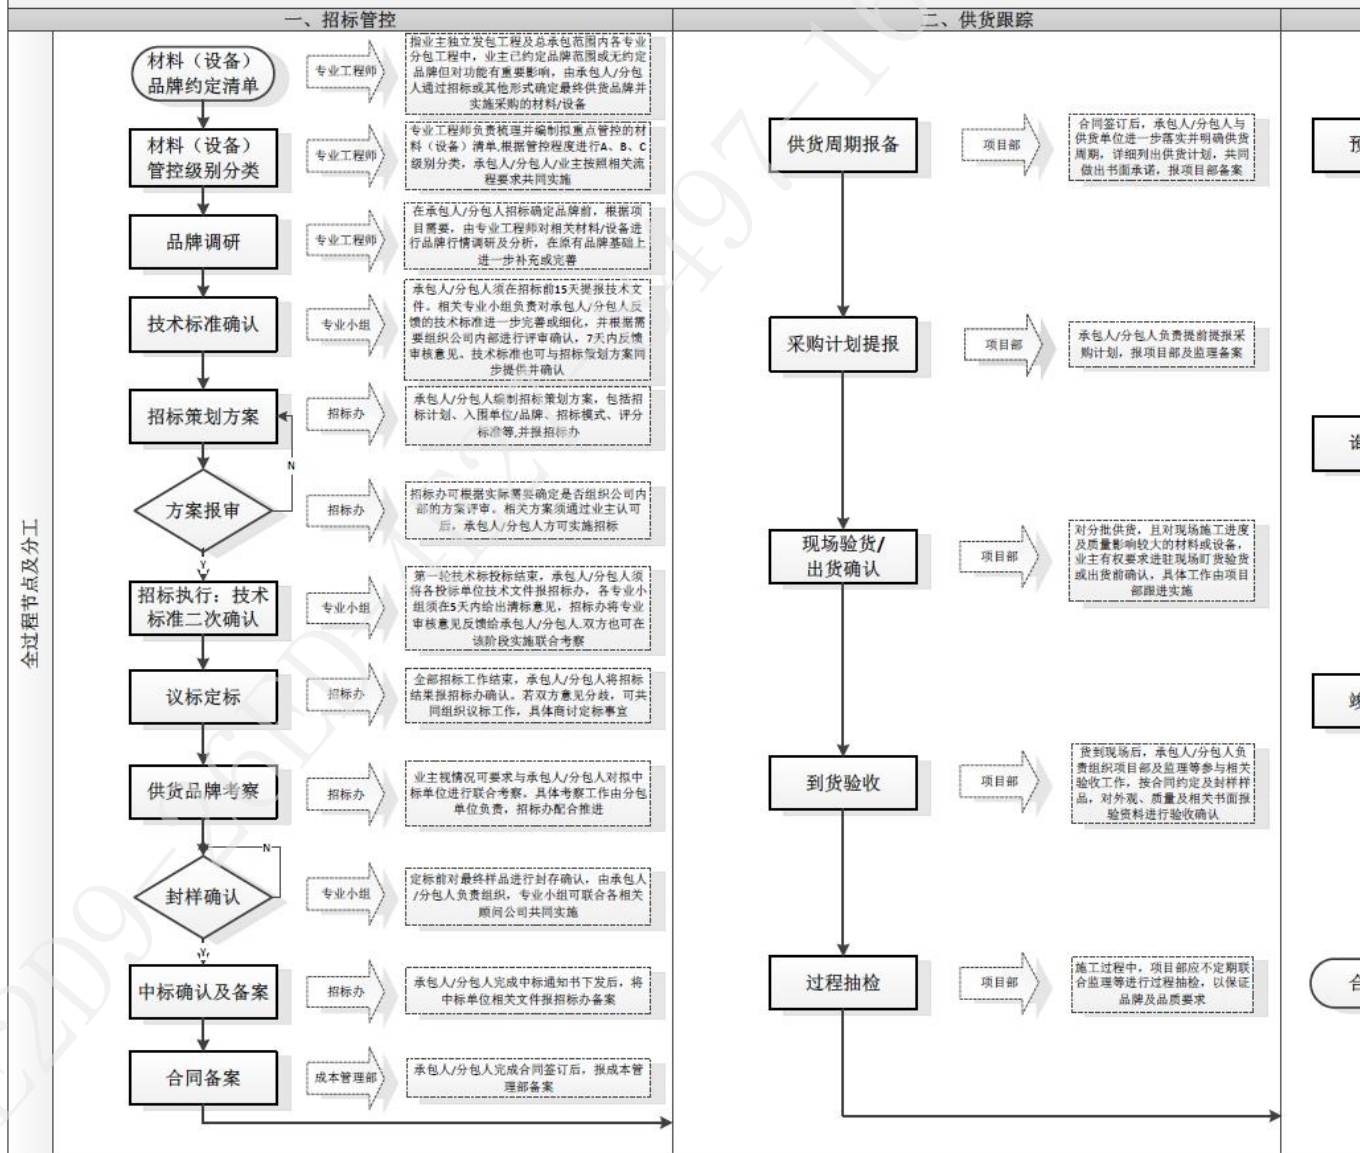 一、招标管控
二、供货跟踪
全过程节点及分工
材料（设备）
品牌约定清单
专业工程师
指业主独立发包工程及总承包范围内各专业
分包工程中，业主已约定品牌范围或无约定
品牌但对功能有重要影响，由承包人/分包
人通过招标或其他形式确定最终供货品牌并
实施采购的材料/设备
材料（设备）
管控级别分类
专业工程师
专业工程师负责梳理并编制拟重点管控的材
料（设备）清单,根据管控程度进行A、B、C
级别分类，承包人/分包人/业主按照相关流
程要求共同实施
品牌调研
专业工程师
在承包人/分包人招标确定品牌前，根据项
目需要，由专业工程师对相关材料/设备进
行品牌行情调研及分析，在原有品牌基础上
进一步补充或完善
技术标准确认
专业小组
承包人/分包人须在招标前15天提报技术文
件。相关专业小组负责对承包人/分包人反
馈的技术标准进一步完善或细化，并根据需
要组织公司内部进行评审确认，7天内反馈
审核意见。技术标准也可与招标策划方案同
步提供并确认
招标策划方案
招标办
承包人/分包人编制招标策划方案，包括招
标计划、入围单位/品牌、招标模式、评分
标准等,并报招标办
N
方案报审
招标办
招标办可根据实际需要确定是否组织公司内
部的方案评审。相关方案须通过业主认可
后，承包人/分包人方可实施招标
Y
招标执行：技术
标准二次确认
专业小组
第一轮技术标投标结束，承包人/分包人须
将各投标单位技术文件报招标办，各专业小
组须在5天内给出清标意见，招标办将专业
审核意见反馈给承包人/分包人.双方也可在
该阶段实施联合考察
议标定标
招标办
全部招标工作结束，承包人/分包人将招标
结果报招标办确认。若双方意见分歧，可共
同组织议标工作，具体商讨定标事宜
供货品牌考察
招标办
业主视情况可要求与承包人/分包人对拟中
标单位进行联合考察，具体考察工作由分包
单位负责，招标办配合推进
N
封样确认
专业小组
定标前对最终样品进行封存确认，由承包人
/分包人负责组织，专业小组可联合各相关
顾问公司共同实施
Y
中标确认及备案
招标办
承包人/分包人完成中标通知书下发后，将
中标单位相关文件报招标办备案
合同备案
成本管理部
承包人/分包人完成合同签订后，报成本管
理部备案
供货周期报备
项目部
合同签订后，承包人/分包人与
供货单位进一步落实并明确供货
周期，详细列出供货计划，共同
做出书面承诺，报项目部备案
采购计划提报
项目部
承包人/分包人负责提前提报采
购计划，报项目部及监理备案
现场验货/
出货确认
项目部
对分批供货，且对现场施工进度
及质量影响较大的材料或设备，
业主有权要求进驻现场盯货验货
或出货前确认，具体工作由项目
部跟进实施
到货验收
项目部
货到现场后，承包人/分包人负
责组织项目部及监理等参与相关
验收工作，按合同约定及封样样
品，对外观、质量及相关书面报
验资料进行验收确认
过程抽检
项目部
施工过程中，项目部应不定期联
合监理等进行过程抽检，以保证
品牌及品质要求